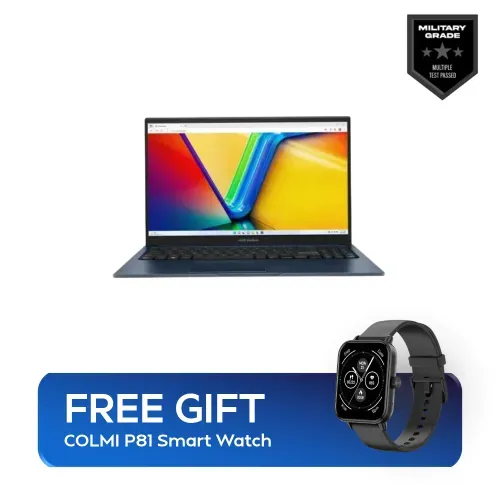 MILITARY
GRADE
MULTIPLE
TEST PASSED
FREE GIFT
COLMI P81 Smart Watch